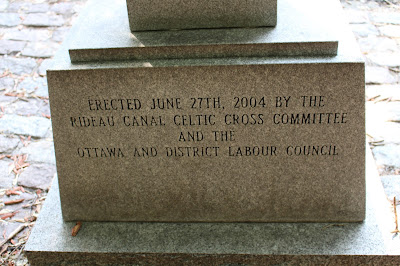 ERECTED JUNE 27TH, 2004 BY THE
RIDEAU CANAL CELTIC CROSS COMMITTEE
AND THE
OTTAWA AND DISTRICT LABOUR COUNCIL